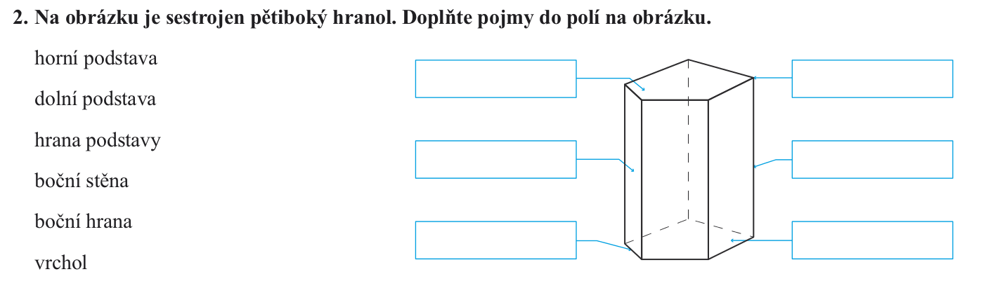 2. Na obrázku je sestrojen pětiboký hranol. Doplňte pojmy do polí na obrázku.
horní podstava
dolní podstava
hrana podstavy
boční stěna
boční hrana
vrchol